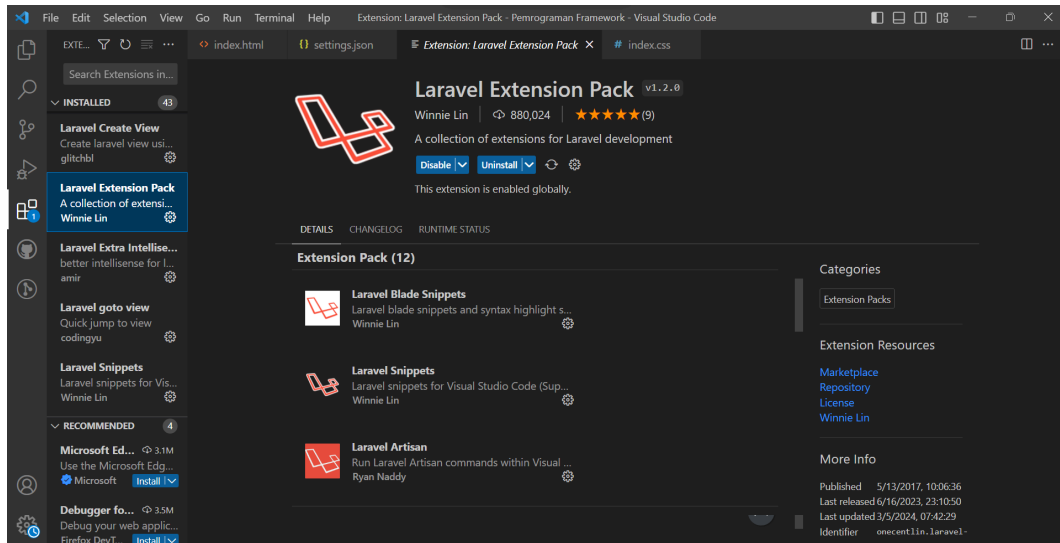 File Edit Selection View Go Run Terminal Help
Extension: Laravel Extension Pack - Pemrograman Framework - Visual Studio Code
EXTE...
index.html
settings.json
Extension: Laravel Extension Pack
index.css
Search Extensions in...
INSTALLED 43
Laravel Create View
Create laravel view usi...
glitchbl
Laravel Extension Pack
A collection of extensi...
Winnie Lin
Laravel Extra Intellise...
better intellisense for l...
amir
Laravel goto view
Quick jump to view
codingyu
Laravel Snippets
Laravel snippets for Vis...
Winnie Lin
RECOMMENDED 4
Microsoft Ed... 3.1M
Use the Microsoft Edg...
Microsoft Install
Debugger fo... 3.5M
Debug your web applic...
Firefox DevT... Install
1
Laravel Extension Pack v1.2.0
Winnie Lin 880,024 (9)
A collection of extensions for Laravel development
Disable Uninstall
This extension is enabled globally.
DETAILS CHANGELOG RUNTIME STATUS
Extension Pack (12)
Laravel Blade Snippets
Laravel blade snippets and syntax highlight s...
Winnie Lin
Laravel Snippets
Laravel snippets for Visual Studio Code (Sup...
Winnie Lin
Laravel Artisan
Run Laravel Artisan commands within Visual ...
Ryan Naddy
Categories
Extension Packs
Extension Resources
Marketplace
Repository
License
Winnie Lin
More Info
Published 5/13/2017, 10:06:36
Last released 6/16/2023, 23:10:50
Last updated 3/5/2024, 07:42:29
Identifier onecentlin.laravel-